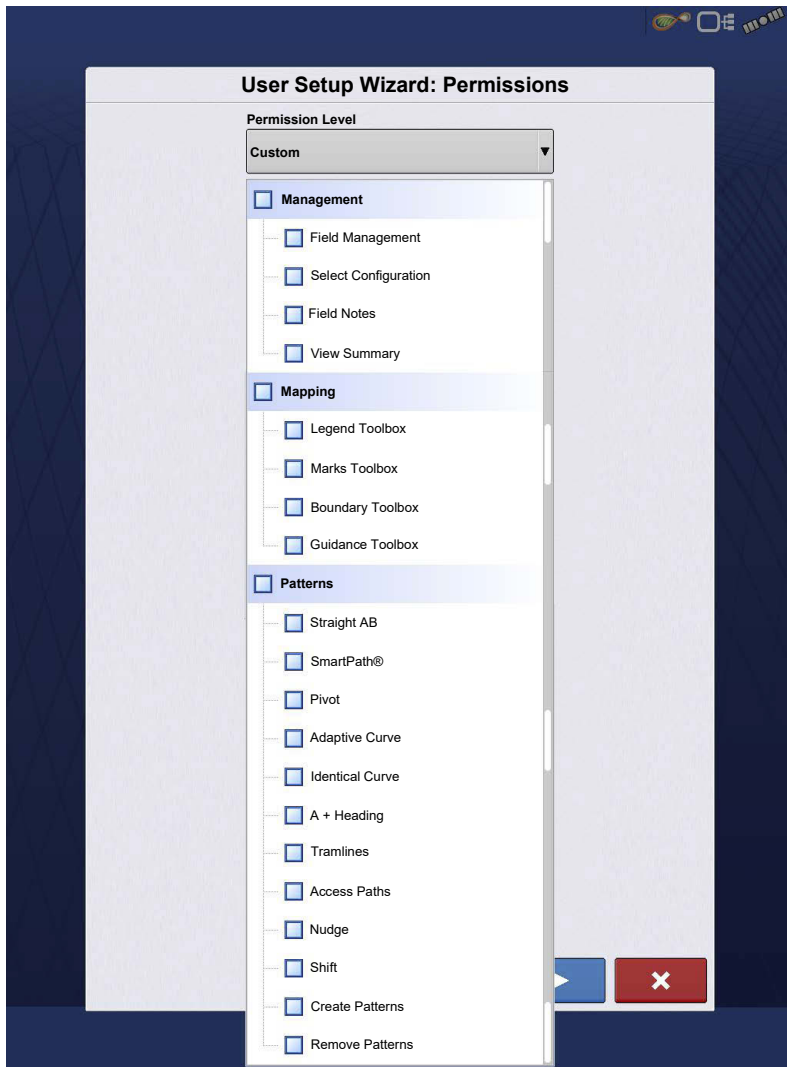 User Setup Wizard: Permissions
Permission Level
Custom
Management
Field Management
Select Configuration
Field Notes
View Summary
Mapping
Legend Toolbox
Marks Toolbox
Boundary Toolbox
Guidance Toolbox
Patterns
Straight AB
SmartPath®
Pivot
Adaptive Curve
Identical Curve
A + Heading
Tramlines
Access Paths
Nudge
Shift
Create Patterns
Remove Patterns